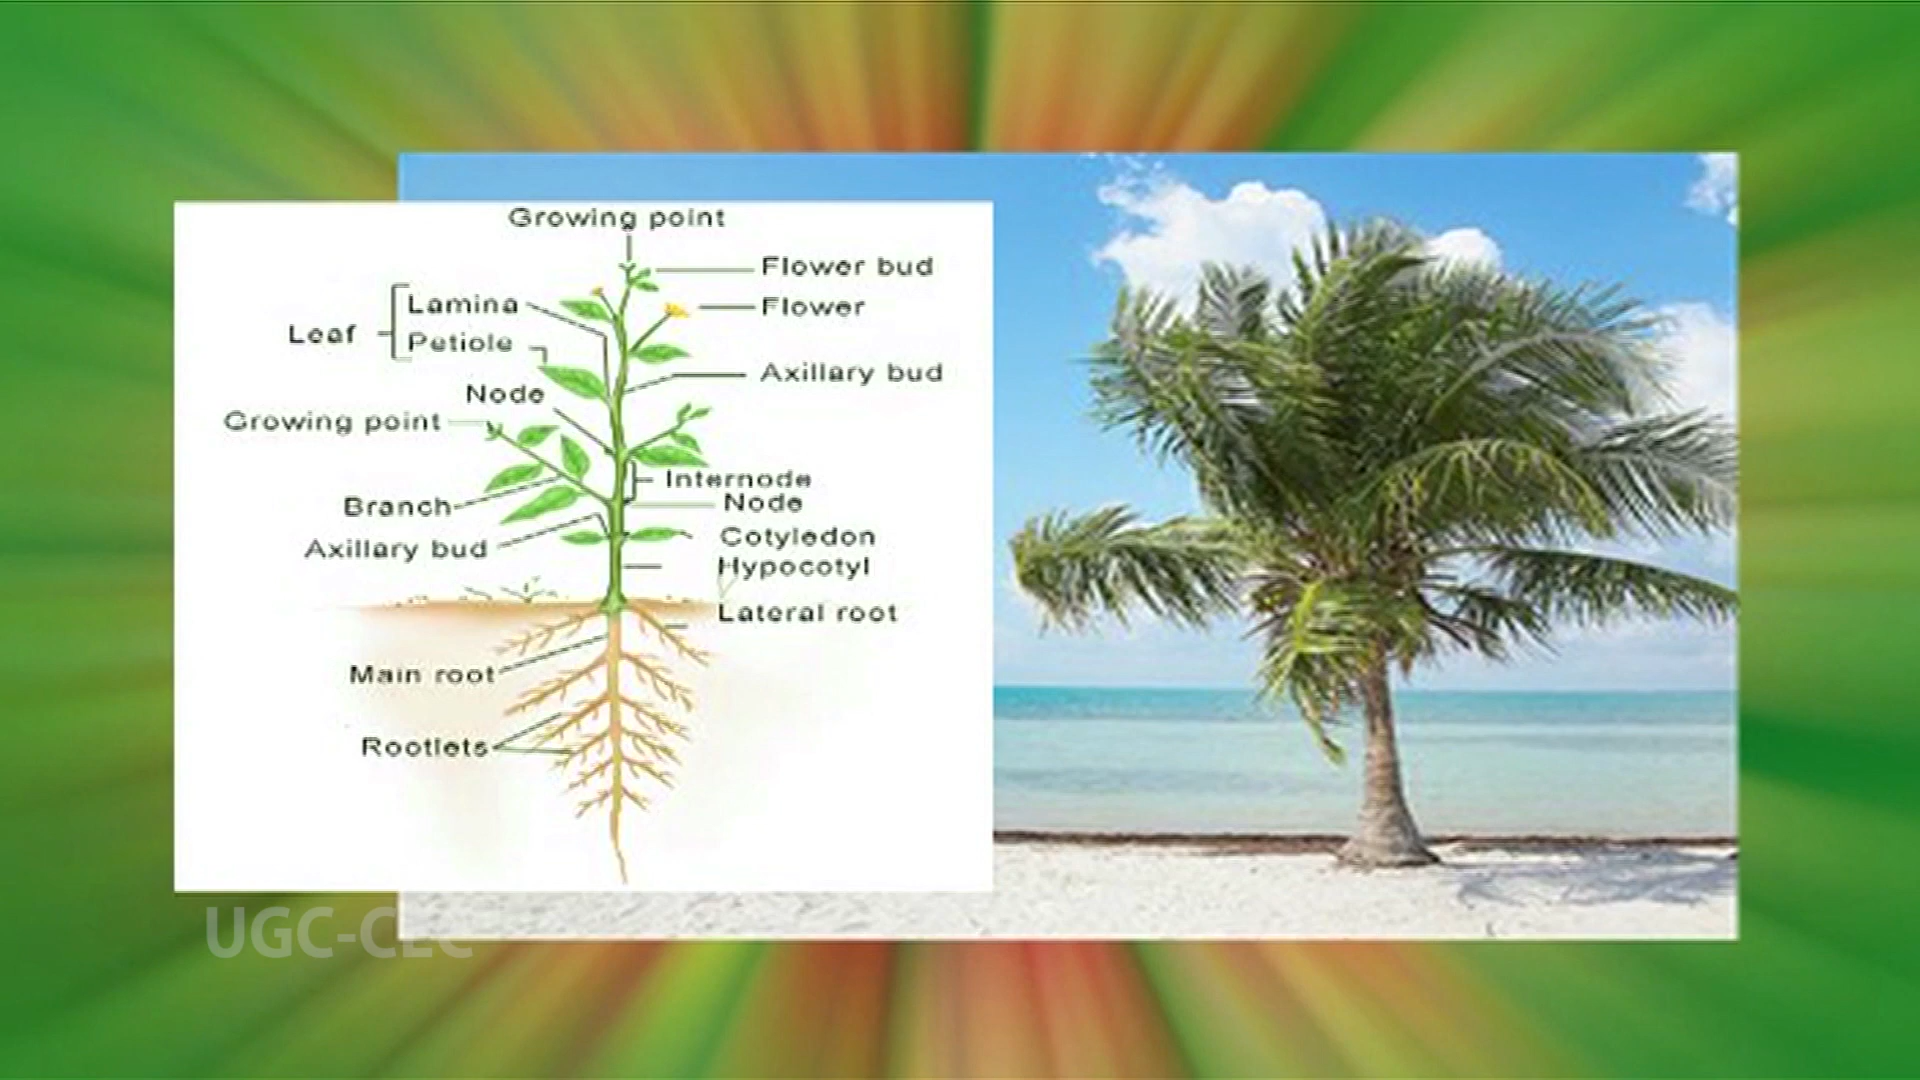 Growing point
Flower bud
Lamina
Flower
Leaf
Petiole
Axillary bud
Node
Growing point
Internode
Branch
Node
Cotyledon
Axillary bud
Hypocotyl
Lateral root
Main root
Rootlets
UGC-CEC